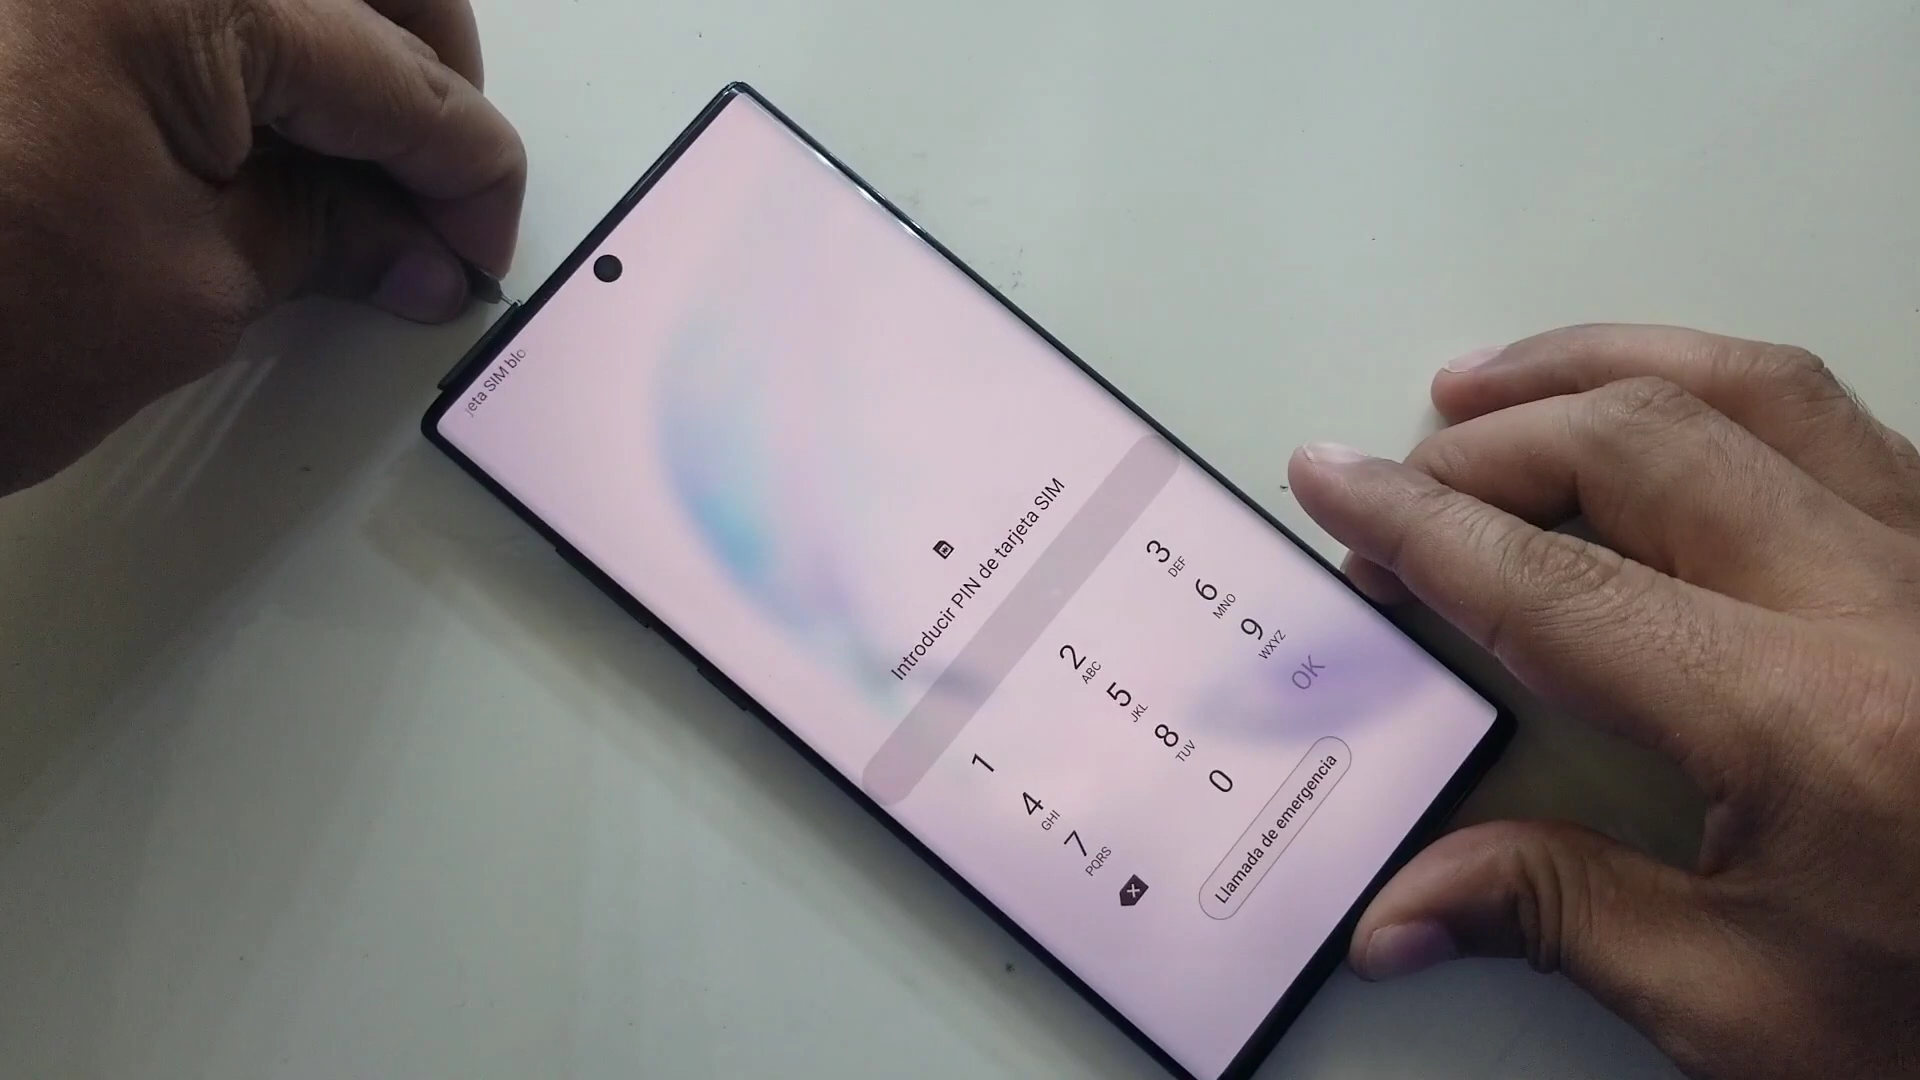 jeta SIM blo
Introducir PIN de tarjeta SIM
1
2
ABC
3
DEF
4
GHI
5
JKL
6
MNO
7
PQRS
8
TUV
9
WXYZ
0
OK
Llamada de emergencia